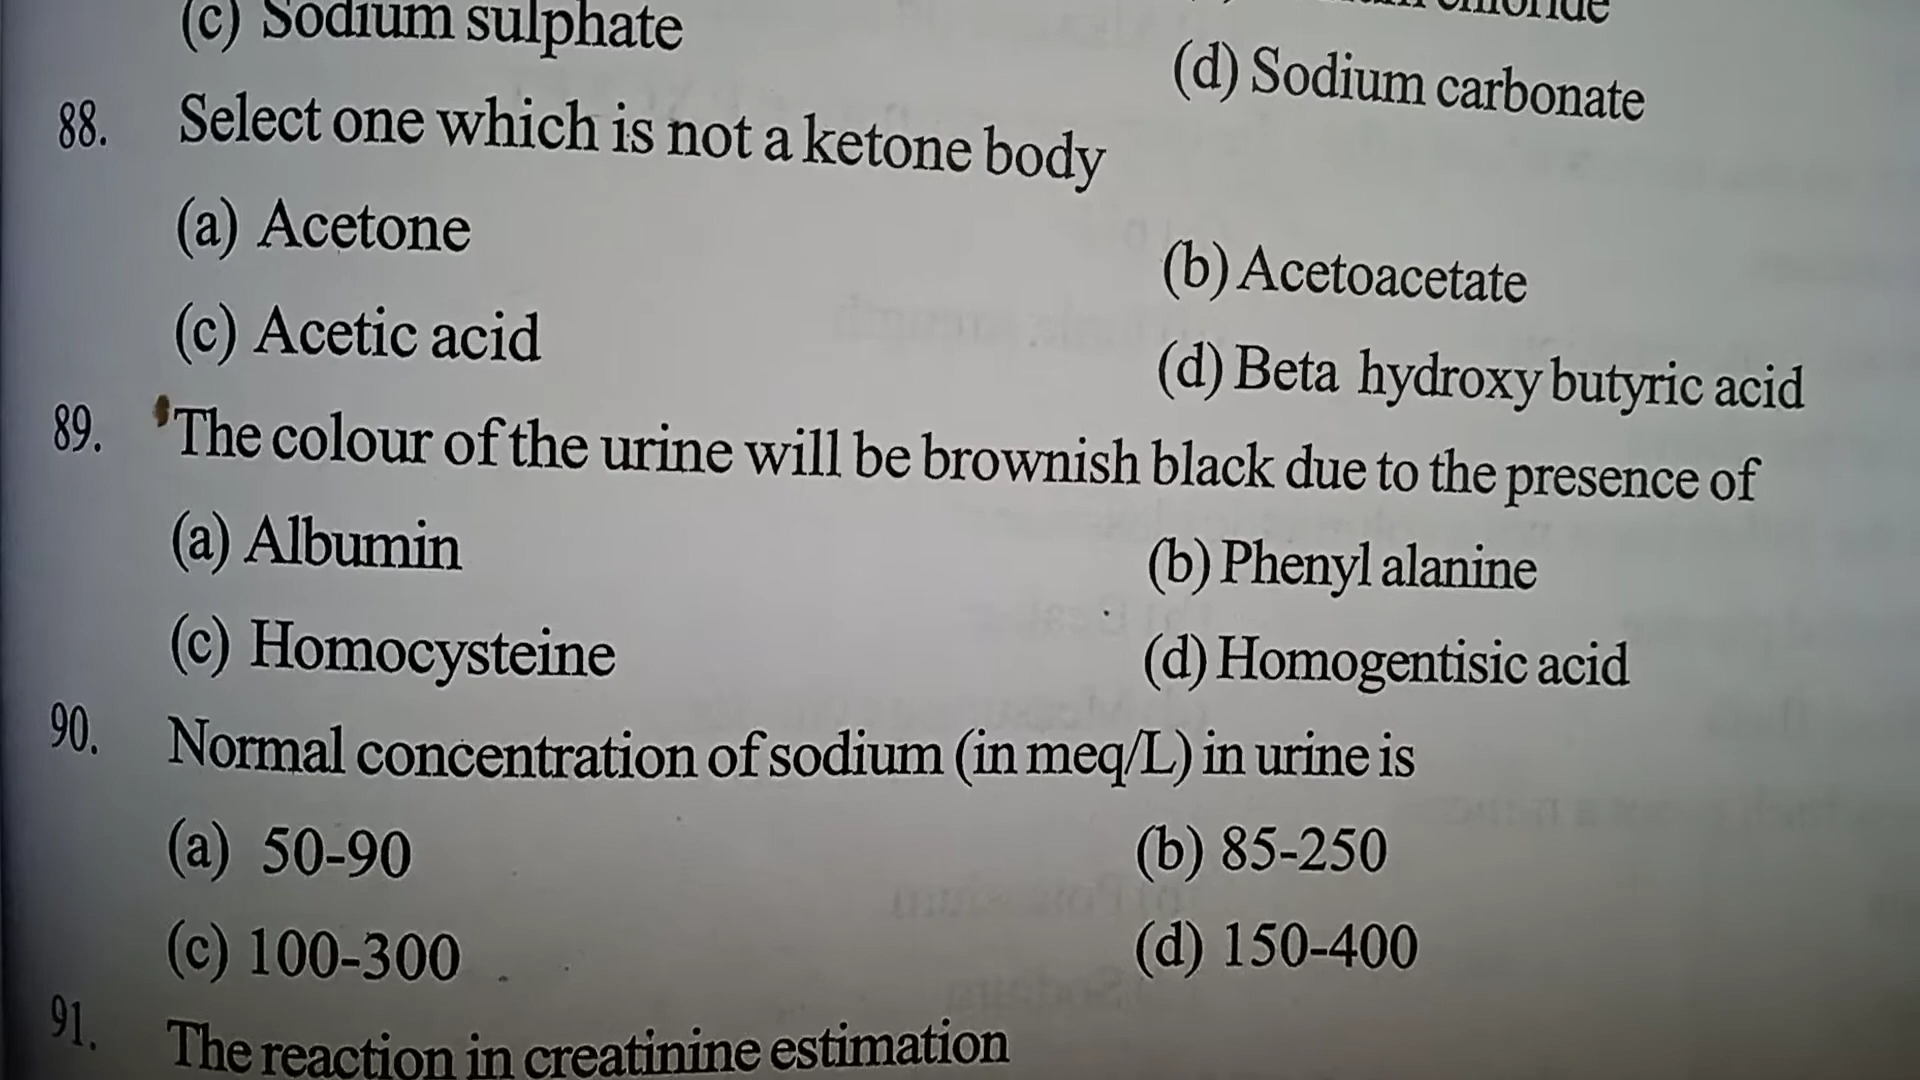 (c) Sodium sulphate
(d) Sodium carbonate
88. Select one which is not a ketone body
(a) Acetone
(b) Acetoacetate
(c) Acetic acid
(d) Beta hydroxy butyric acid
89. The colour of the urine will be brownish black due to the presence of
(a) Albumin
(b) Phenyl alanine
(c) Homocysteine
(d) Homogentisic acid
90. Normal concentration of sodium (in meq/L) in urine is
(a) 50-90
(b) 85-250
(c) 100-300
(d) 150-400
91. The reaction in creatinine estimation